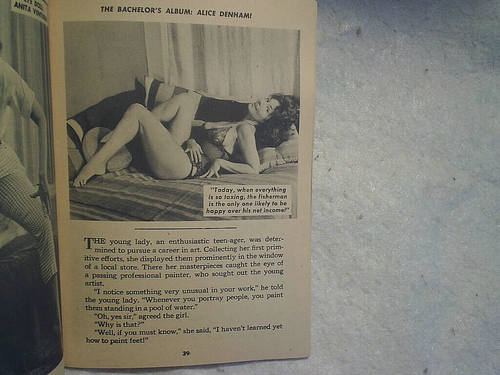 ANITA
THE BACHELOR'S ALBUM: ALICE DENHAM!
"Today, when everything
is so taxing, the fisherman
is the only one likely to be
happy over his net income!"
THE young lady, an enthusiastic teen-ager, was deter-
mined to pursue a career in art. Collecting her first prim-
itive efforts, she displayed them prominently in the window
of a local store. There her masterpieces caught the eye of
a passing professional painter, who sought out the young
artist.
"I notice something very unusual in your work," he told
the young lady. "Whenever you portray people, you paint
them standing in a pool of water."
"Oh, yes sir," agreed the girl.
"Why is that?"
"Well, if you must know," she said, "I haven't learned yet
how to paint feet!"
39